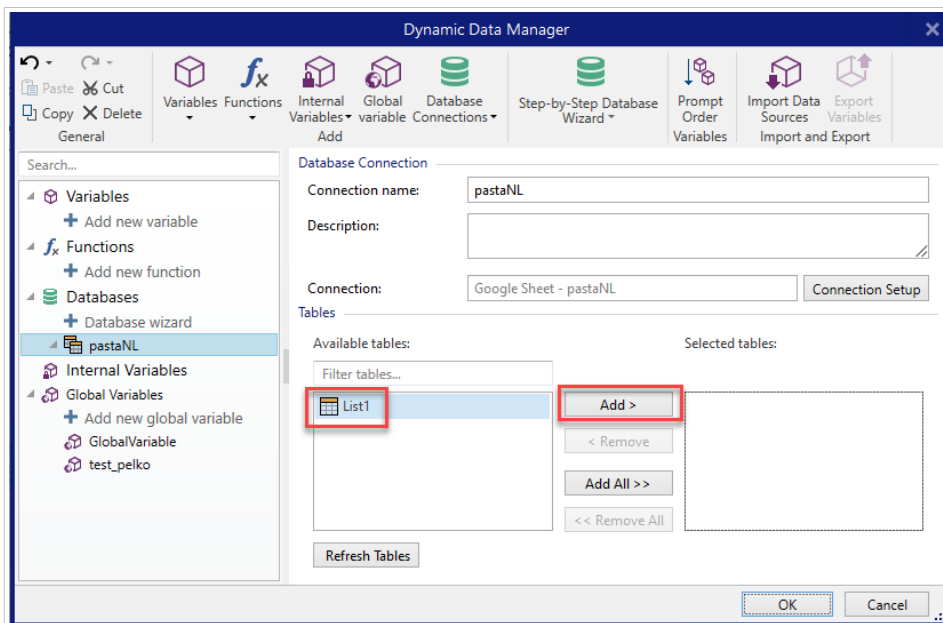 Dynamic Data Manager
Paste Cut
Copy Delete
General
Variables Functions
Internal Variables
Global variable
Database Connections
Add
Step-by-Step Database Wizard
Prompt Order
Variables
Import Data Sources
Export Variables
Import and Export
Search...
Variables
Add new variable
Functions
Add new function
Databases
Database wizard
pastaNL
Internal Variables
Global Variables
Add new global variable
GlobalVariable
test_pelko
Database Connection
Connection name: pastaNL
Description:
Connection: Google Sheet - pastaNL Connection Setup
Tables
Available tables: Selected tables:
Filter tables...
List1
Add >
< Remove
Add All >>
<< Remove All
Refresh Tables
OK Cancel